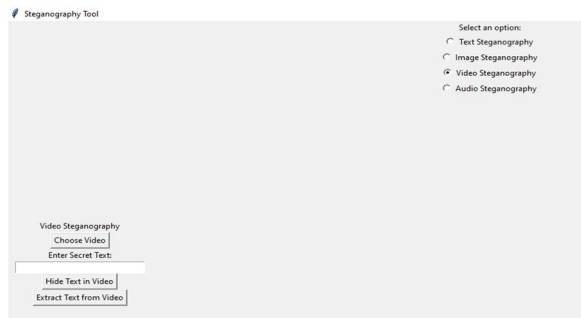 Steganography Tool
Select an option:
Text Steganography
Image Steganography
Video Steganography
Audio Steganography
Video Steganography
Choose Video
Enter Secret Text:
Hide Text in Video
Extract Text from Video